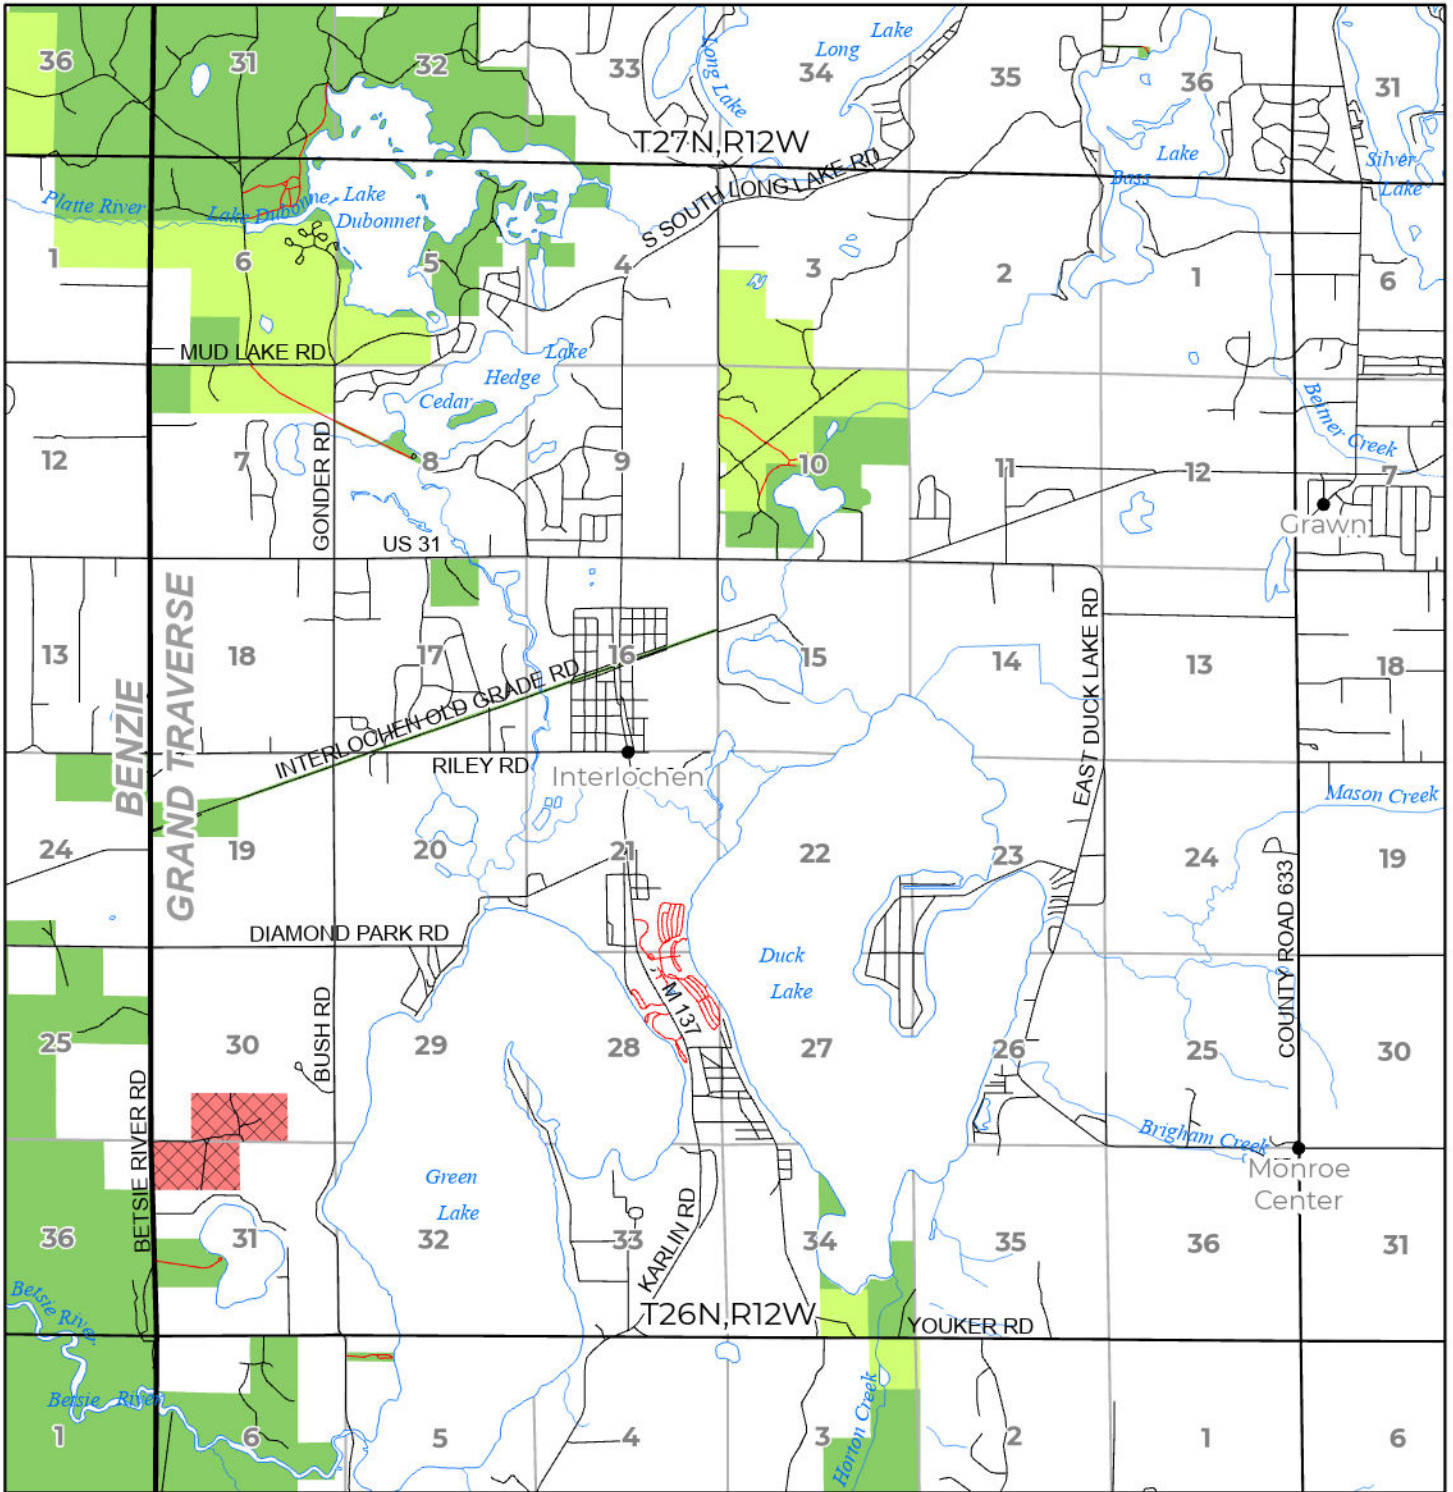 36
31
32
33
34
35
36
31
Long
Lake
Long Lake
T27N,R12W
Lake
Bass
Silver
Lake
S SOUTH LONG LAKE RD
Platte River
Lake Dubonnet
Lake
Dubonnet
1
6
5
4
3
2
1
6
MUD LAKE RD
Lake
Hedge
Cedar
Beitner Creek
12
7
GONDER RD
8
9
10
11
12
7
Grawn
US 31
13
18
17
16
15
14
13
18
BENZIE
GRAND TRAVERSE
INTERLOCHEN OLD GRADE RD
EAST DUCK LAKE RD
RILEY RD
Interlochen
Mason Creek
24
19
20
21
22
23
24
19
COUNTY ROAD 633
DIAMOND PARK RD
Duck
Lake
M 137
25
30
BUSH RD
29
28
27
26
25
30
BETSIE RIVER RD
Brigham Creek
Monroe
Center
Green
Lake
36
31
32
33
KARLIN RD
34
35
36
31
Betsie River
T26N,R12W
YOUKER RD
Betsie River
Horton Creek
1
6
5
4
3
2
1
6